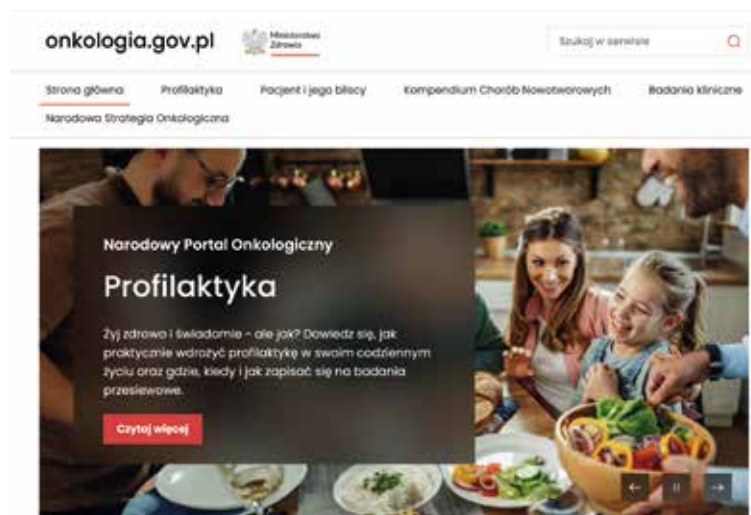 onkologia.gov.pl
Ministerstwo
Zdrowia
Szukaj w serwisie
Strona główna Profilaktyka Pacjent i jego bliscy Kompendium Chorób Nowotworowych Badania kliniczne
Narodowa Strategia Onkologiczna
Narodowy Portal Onkologiczny
Profilaktyka
Żyj zdrowo i świadomie - ale jak? Dowiedz się, jak
praktycznie wdrożyć profilaktykę w swoim codziennym
życiu oraz gdzie, kiedy i jak zapisać się na badania
przesiewowe.
Czytaj więcej